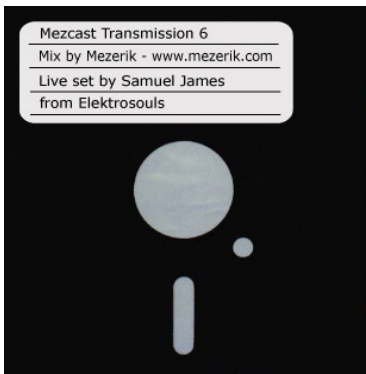 Mezcast Transmission 6
Mix by Mezerik - www.mezerik.com
Live set by Samuel James
from Elektrosouls